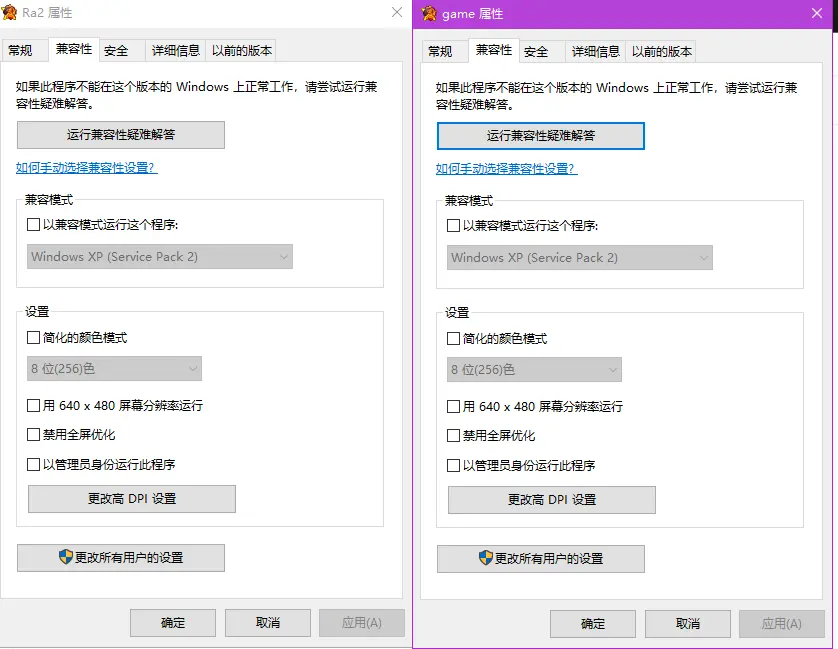 Ra2 属性
常规 兼容性 安全 详细信息 以前的版本
如果此程序不能在这个版本的 Windows 上正常工作，请尝试运行兼
容性疑难解答。
运行兼容性疑难解答
如何手动选择兼容性设置？
兼容模式
以兼容模式运行这个程序:
Windows XP (Service Pack 2)
设置
简化的颜色模式
8 位(256)色
用 640 x 480 屏幕分辨率运行
禁用全屏优化
以管理员身份运行此程序
更改高 DPI 设置
更改所有用户的设置
确定 取消 应用(A)
game 属性
常规 兼容性 安全 详细信息 以前的版本
如果此程序不能在这个版本的 Windows 上正常工作，请尝试运行兼
容性疑难解答。
运行兼容性疑难解答
如何手动选择兼容性设置？
兼容模式
以兼容模式运行这个程序:
Windows XP (Service Pack 2)
设置
简化的颜色模式
8 位(256)色
用 640 x 480 屏幕分辨率运行
禁用全屏优化
以管理员身份运行此程序
更改高 DPI 设置
更改所有用户的设置
确定 取消 应用(A)